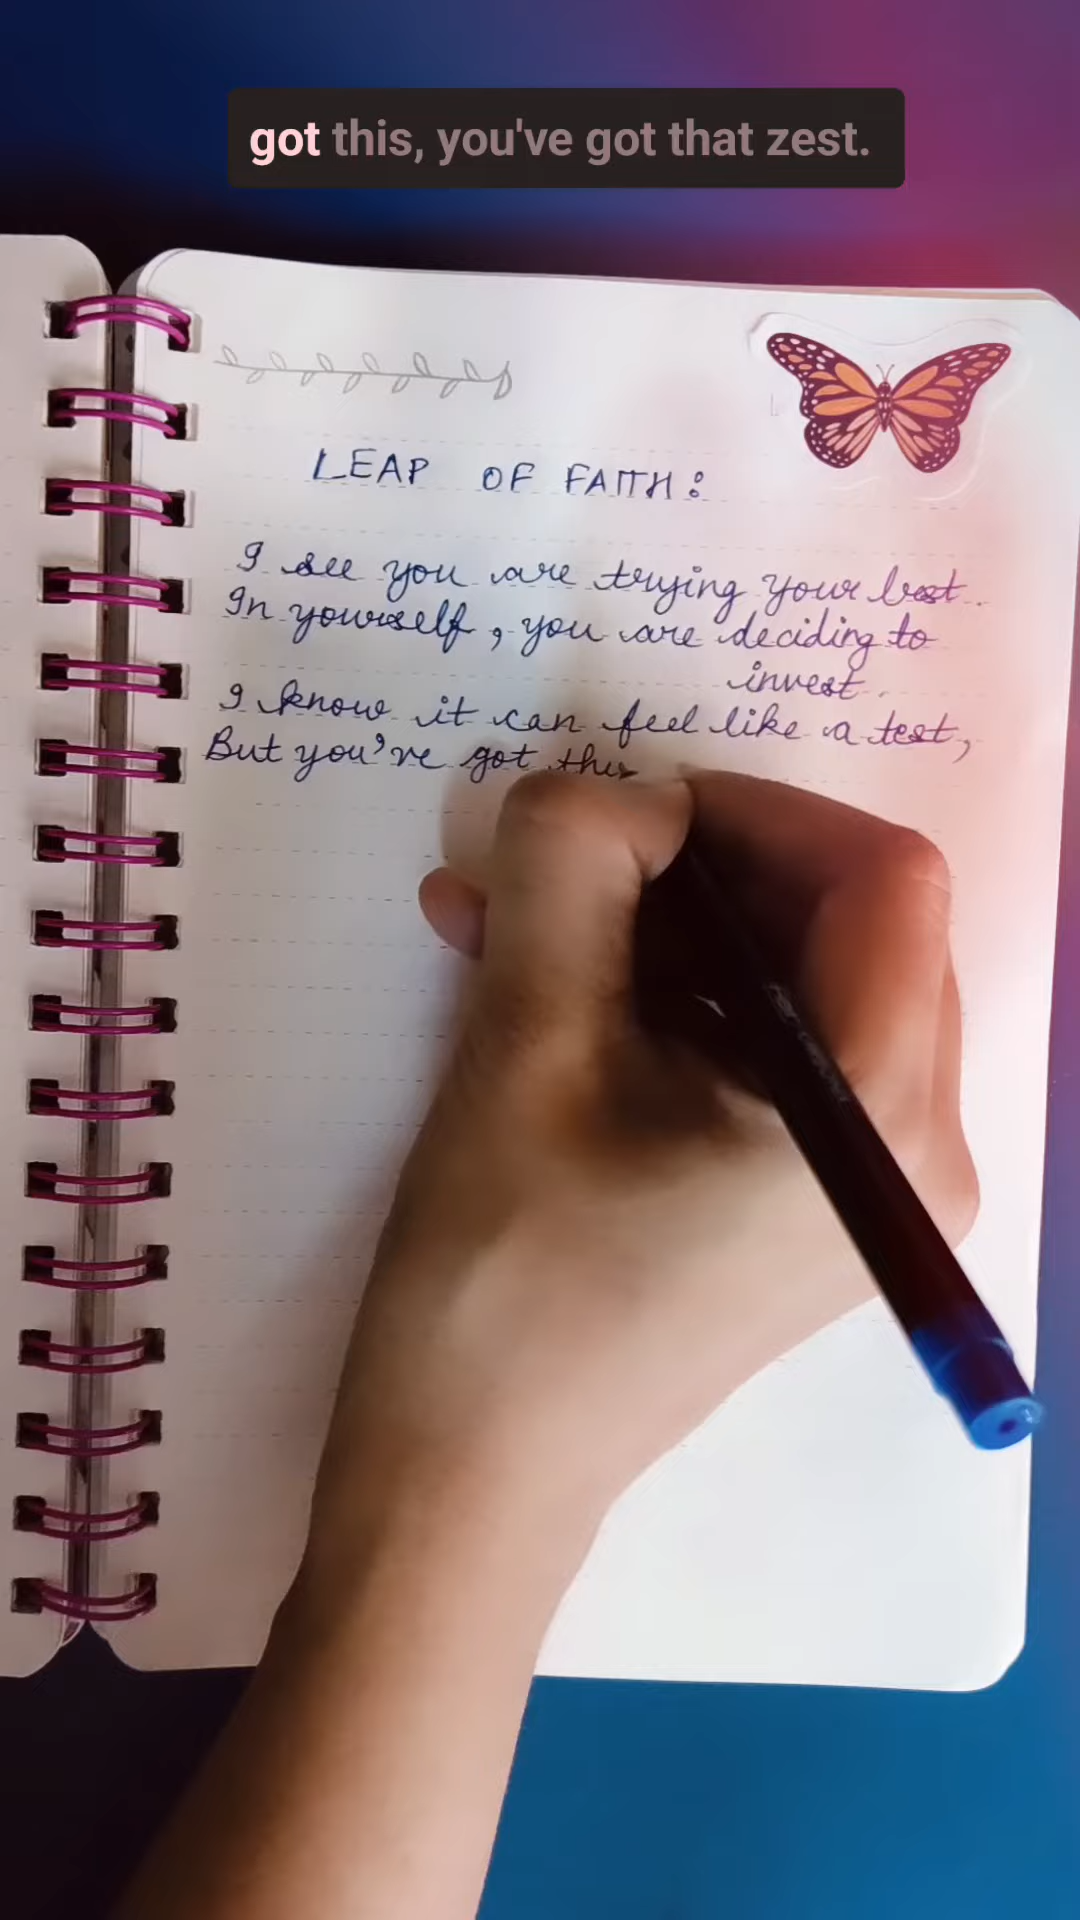 got this, you've got that zest.
LEAP OF FAITH:
I see you are trying your best.
In yourself, you are deciding to
invest.
I know it can feel like a test,
But you've got this